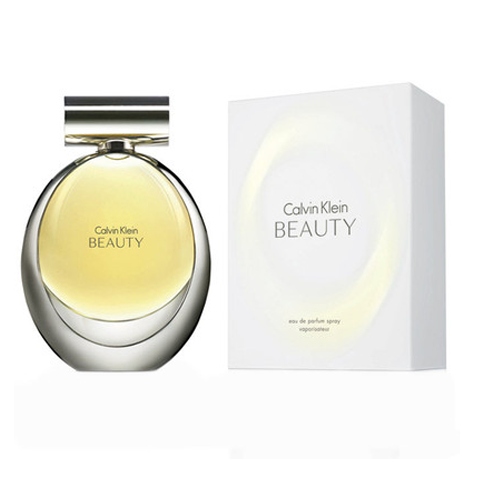 Calvin Klein
BEAUTY
Calvin Klein
BEAUTY
eau de parfum spray
vaporisateur